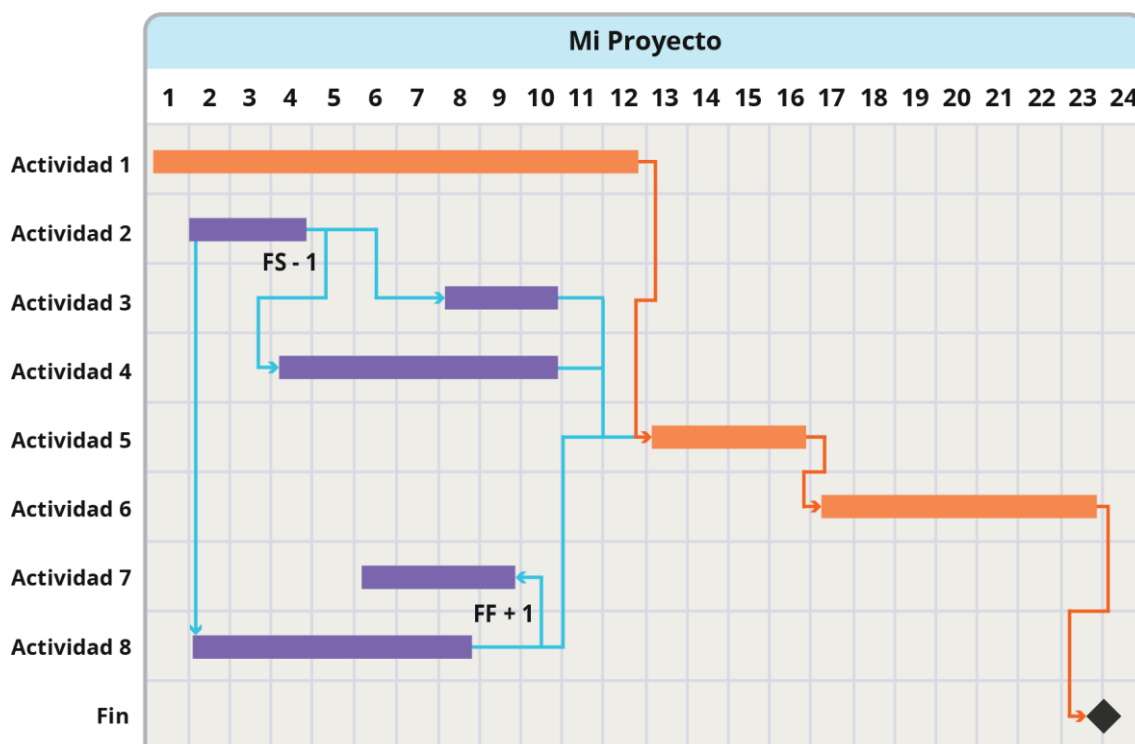 Mi Proyecto
1 2 3 4 5 6 7 8 9 10 11 12 13 14 15 16 17 18 19 20 21 22 23 24
Actividad 1
Actividad 2
FS - 1
Actividad 3
Actividad 4
Actividad 5
Actividad 6
Actividad 7
FF + 1
Actividad 8
Fin